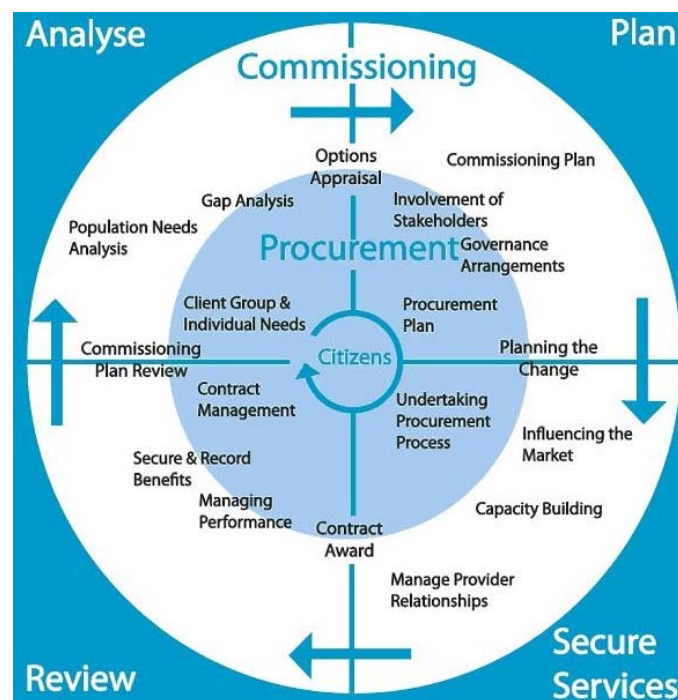 Analyse
Plan
Commissioning
Options
Appraisal
Commissioning Plan
Gap Analysis
Involvement of
Stakeholders
Population Needs
Analysis
Procurement
Governance
Arrangements
Client Group &
Individual Needs
Procurement
Plan
Citizens
Commissioning
Plan Review
Planning the
Change
Contract
Management
Undertaking
Procurement
Process
Influencing the
Market
Secure & Record
Benefits
Managing
Performance
Capacity Building
Contract
Award
Manage Provider
Relationships
Review
Secure
Services